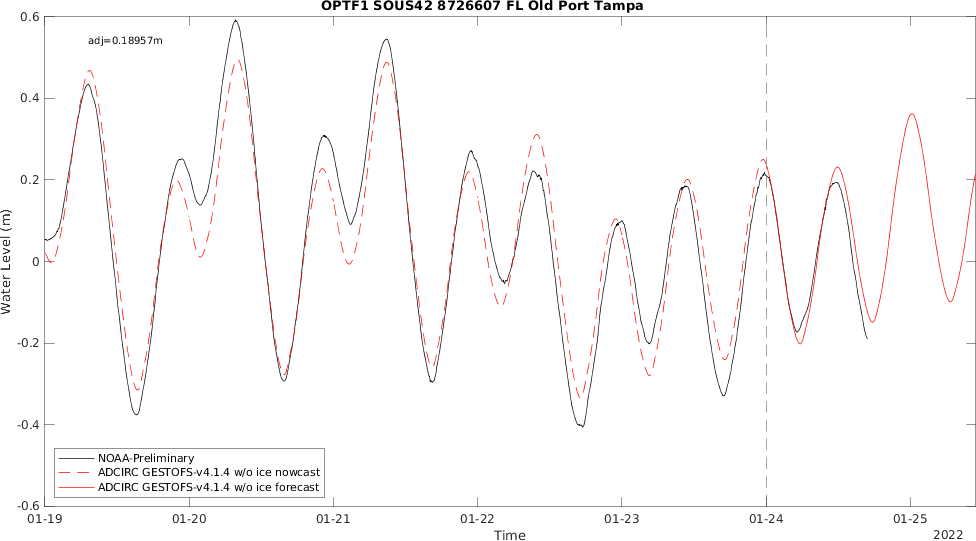 OPTF1 SOUS42 8726607 FL Old Port Tampa
adj=0.18957m
0.6
0.4
0.2
0
-0.2
-0.4
-0.6
Water Level (m)
NOAA-Preliminary
ADCIRC GESTOFS-v4.1.4 w/o ice nowcast
ADCIRC GESTOFS-v4.1.4 w/o ice forecast
01-19 01-20 01-21 01-22 01-23 01-24 01-25
Time
2022